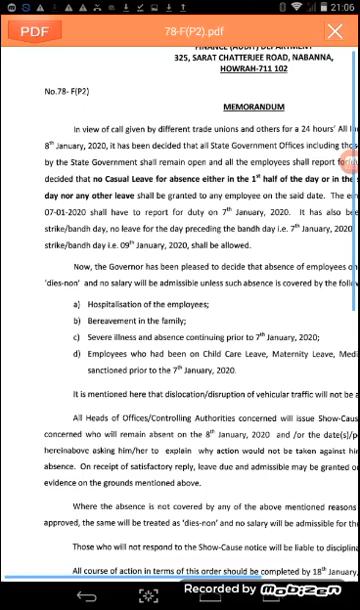 21:06
PDF
78-F(P2).pdf
FINANCE (AUDIT) DEPARTMENT
325, SARAT CHATTERJEE ROAD, NABANNA,
HOWRAH-711 102
No.78- F(P2)
MEMORANDUM
In view of call given by different trade unions and others for a 24 hours' All
8th January, 2020, it has been decided that all State Government Offices including
by the State Government shall remain open and all the employees shall report
decided that no Casual Leave for absence either in the 1st half of the day or in the
day nor any other leave shall be granted to any employee on the said date. The
07-01-2020 shall have to report for duty on 7th January, 2020. It has also
strike/bandh day, no leave for the day preceding the bandh day i.e. 7th January, 2020
strike/bandh day i.e. 09th January, 2020, shall be allowed.
Now, the Governor has been pleased to decide that absence of employees
'dies-non' and no salary will be admissible unless such absence is covered by the
a) Hospitalisation of the employees;
b) Bereavement in the family;
c) Severe illness and absence continuing prior to 7th January, 2020;
d) Employees who had been on Child Care Leave, Maternity Leave, Medi
sanctioned prior to the 7th January, 2020.
It is mentioned here that dislocation/disruption of vehicular traffic will not be a
All Heads of Offices/Controlling Authorities concerned will issue Show-Caus
concerned who will remain absent on the 8th January, 2020 and /or the date(s)/p
hereinabove asking him/her to explain why action would not be taken against hi
absence. On receipt of satisfactory reply, leave due and admissible may be granted
evidence on the grounds mentioned above.
Where the absence is not covered by any of the above mentioned reasons
approved, the same will be treated as 'dies-non' and no salary will be admissible for the
Those who will not respond to the Show-Cause notice will be liable to disciplin
All course of action in terms of this order should be completed by 18th January,
Recorded by Mobizen